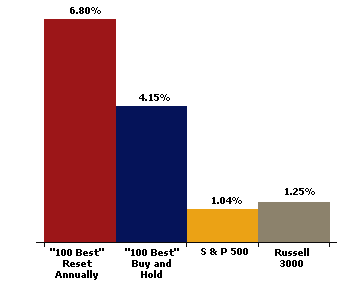 6.80%
4.15%
1.04%
1.25%
"100 Best"
Reset
Annually
"100 Best"
Buy and
Hold
S & P 500
Russell
3000